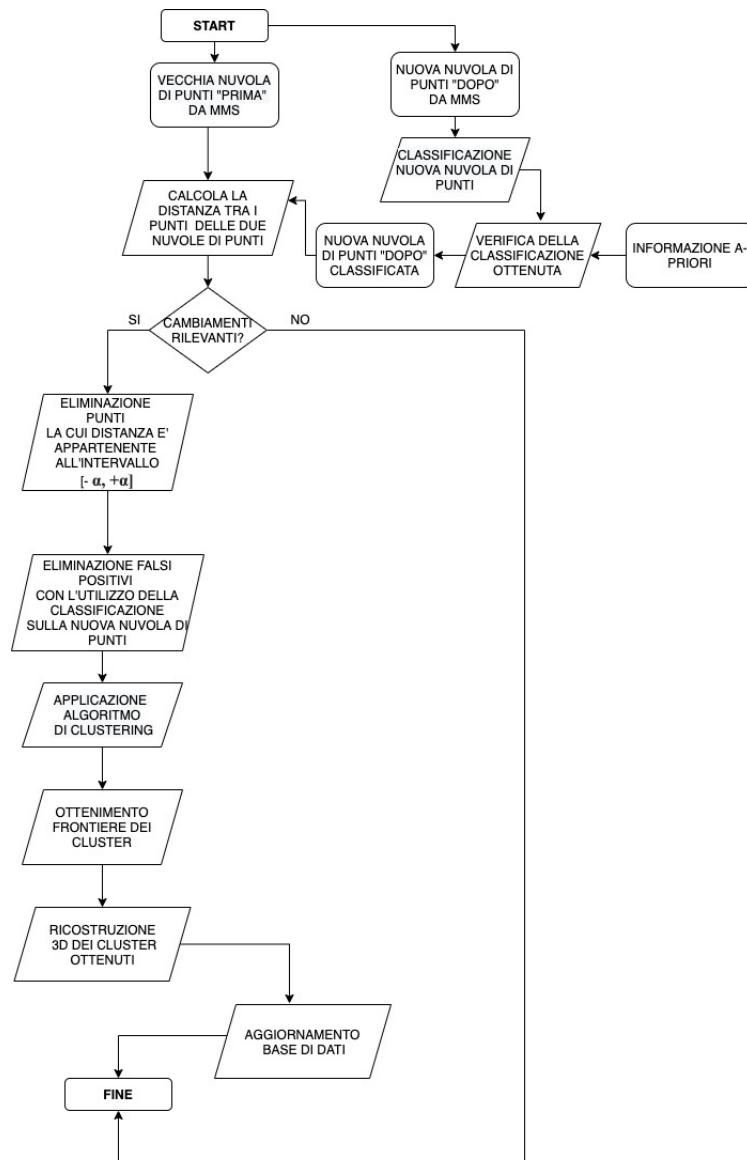 START
VECCHIA NUVOLA
DI PUNTI "PRIMA"
DA MMS
NUOVA NUVOLA DI
PUNTI "DOPO"
DA MMS
CLASSIFICAZIONE
NUOVA NUVOLA DI
PUNTI
CALCOLA LA
DISTANZA TRA I
PUNTI DELLE DUE
NUVOLE DI PUNTI
NUOVA NUVOLA
DI PUNTI "DOPO"
CLASSIFICATA
VERIFICA DELLA
CLASSIFICAZIONE
OTTENUTA
INFORMAZIONE A-
PRIORI
SI
CAMBIAMENTI
RILEVANTI?
NO
ELIMINAZIONE
PUNTI
LA CUI DISTANZA E'
APPARTENENTE
ALL'INTERVALLO
[- α, +α]
ELIMINAZIONE FALSI
POSITIVI
CON L'UTILIZZO DELLA
CLASSIFICAZIONE
SULLA NUOVA NUVOLA DI
PUNTI
APPLICAZIONE
ALGORITMO
DI CLUSTERING
OTTENIMENTO
FRONTIERE DEI
CLUSTER
RICOSTRUZIONE
3D DEI CLUSTER
OTTENUTI
AGGIORNAMENTO
BASE DI DATI
FINE